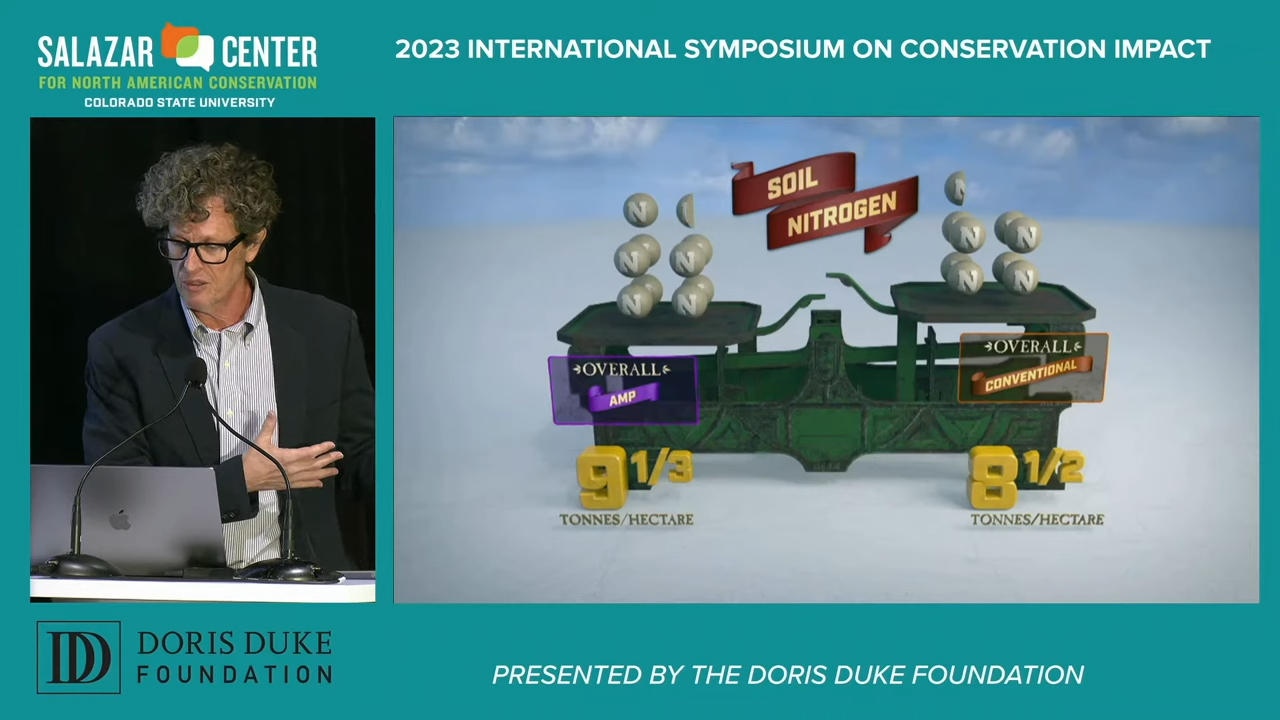 SALAZAR CENTER
FOR NORTH AMERICAN CONSERVATION
COLORADO STATE UNIVERSITY
2023 INTERNATIONAL SYMPOSIUM ON CONSERVATION IMPACT
SOIL
NITROGEN
N
N
N N
N N
N N
N N
OVERALL
AMP
OVERALL
CONVENTIONAL
9 1/3
TONNES/HECTARE
8 1/2
TONNES/HECTARE
DD
DORIS DUKE
FOUNDATION
PRESENTED BY THE DORIS DUKE FOUNDATION